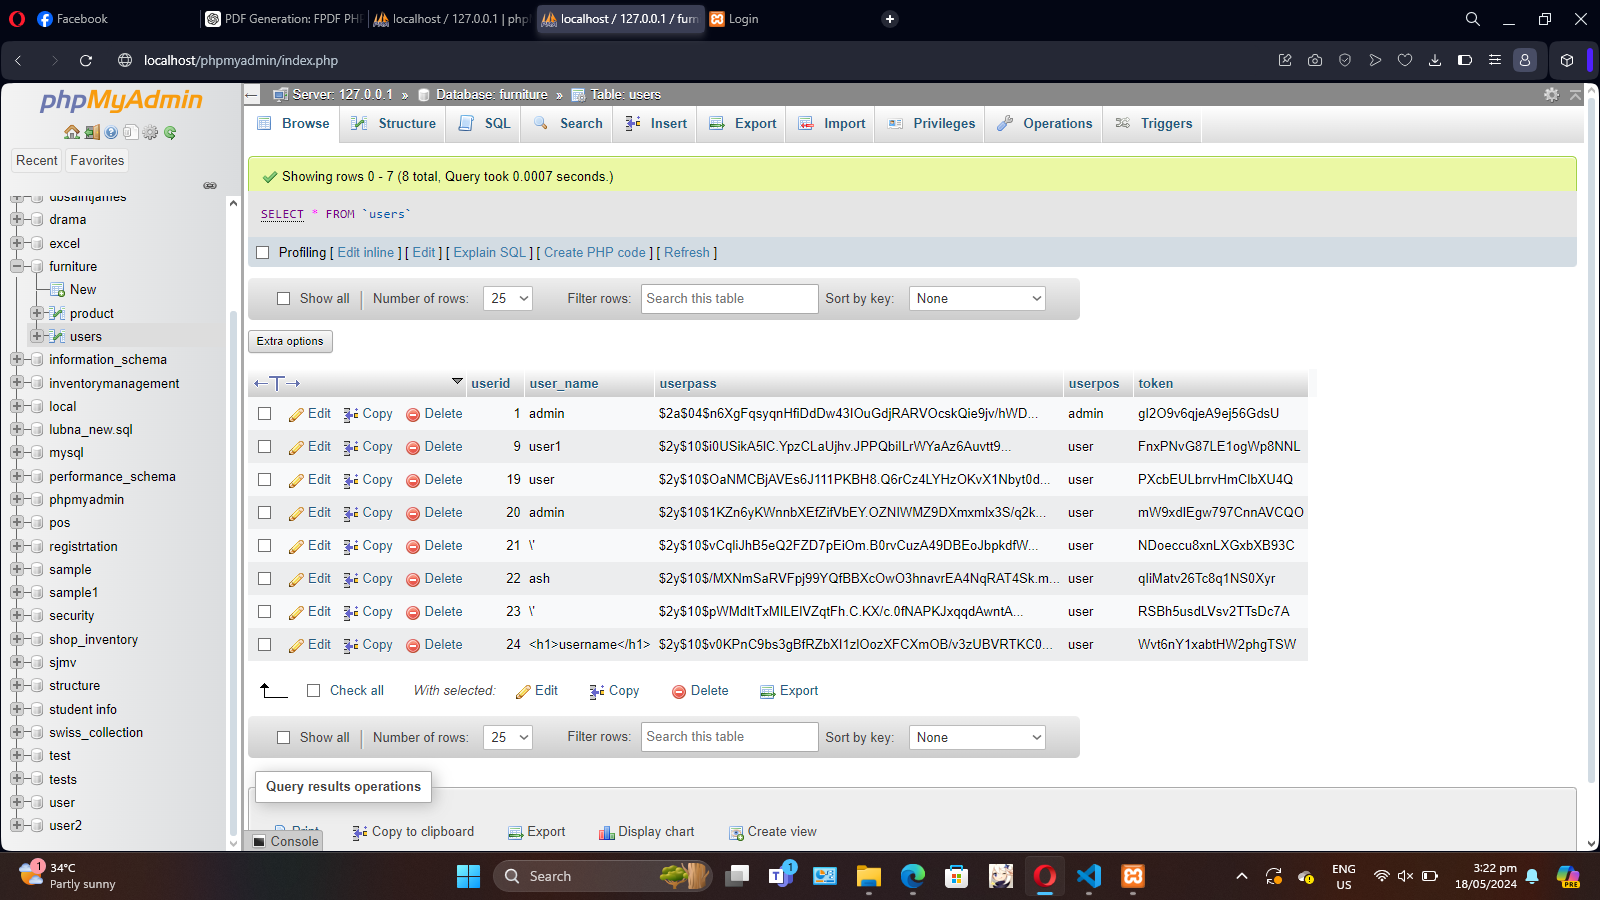 Facebook
PDF Generation: FPDF PHP
localhost / 127.0.0.1 | php
localhost / 127.0.0.1 / furn
Login
localhost/phpmyadmin/index.php
phpMyAdmin
Recent
Favorites
dbsaintjames
drama
excel
furniture
New
product
users
information_schema
inventorymanagement
local
lubna_new.sql
mysql
performance_schema
phpmyadmin
pos
registrtation
sample
sample1
security
shop_inventory
sjmv
structure
student info
swiss_collection
test
tests
user
user2
Server: 127.0.0.1 » Database: furniture » Table: users
Browse Structure SQL Search Insert Export Import Privileges Operations Triggers
Showing rows 0 - 7 (8 total, Query took 0.0007 seconds.)
SELECT * FROM `users`
Profiling [ Edit inline ] [ Edit ] [ Explain SQL ] [ Create PHP code ] [ Refresh ]
Show all Number of rows: 25 Filter rows: Search this table Sort by key: None
Extra options
userid user_name userpass userpos token
Edit Copy Delete 1 admin $2a$04$n6XgFqsyqnHfiDdDw43IOuGdjRARVOcskQie9jv/hWD... admin gI2O9v6qjeA9ej56GdsU
Edit Copy Delete 9 user1 $2y$10$i0USikA5lC.YpzCLaUjhv.JPPQbilLrWYaAz6Auvtt9... user FnxPNvG87LE1ogWp8NNL
Edit Copy Delete 19 user $2y$10$OaNMCBjAVEs6J111PKBH8.Q6rCz4LYHzOKvX1Nbyt0d... user PXcbEULbrrvHmClbXU4Q
Edit Copy Delete 20 admin $2y$10$1KZn6yKWnnbXEfZifVbEY.OZNIWMZ9DXmxmlx3S/q2k... user mW9xdlEgw797CnnAVCQO
Edit Copy Delete 21 \' $2y$10$vCqliJhB5eQ2FZD7pEiOm.B0rvCuzA49DBEoJbpkdfW... user NDoeccu8xnLXGxbXB93C
Edit Copy Delete 22 ash $2y$10$/MXNmSaRVFpj99YQfBBXcOwO3hnavrEA4NqRAT4Sk.m... user qliMatv26Tc8q1NS0Xyr
Edit Copy Delete 23 \' $2y$10$pWMdItTxMILEIVZqtFh.C.KX/c.0fNAPKJxqqdAwntA... user RSBh5usdLVsv2TTsDc7A
Edit Copy Delete 24 <h1>username</h1> $2y$10$v0KPnC9bs3gBfRZbXI1zlOozXFCXmOB/v3zUBVRTKC0... user Wvt6nY1xabtHW2phgTSW
Check all With selected: Edit Copy Delete Export
Show all Number of rows: 25 Filter rows: Search this table Sort by key: None
Query results operations
Print Copy to clipboard Export Display chart Create view
Console
1
34°C
Partly sunny
Search
1
ENG
US
3:22 pm
18/05/2024
PRE